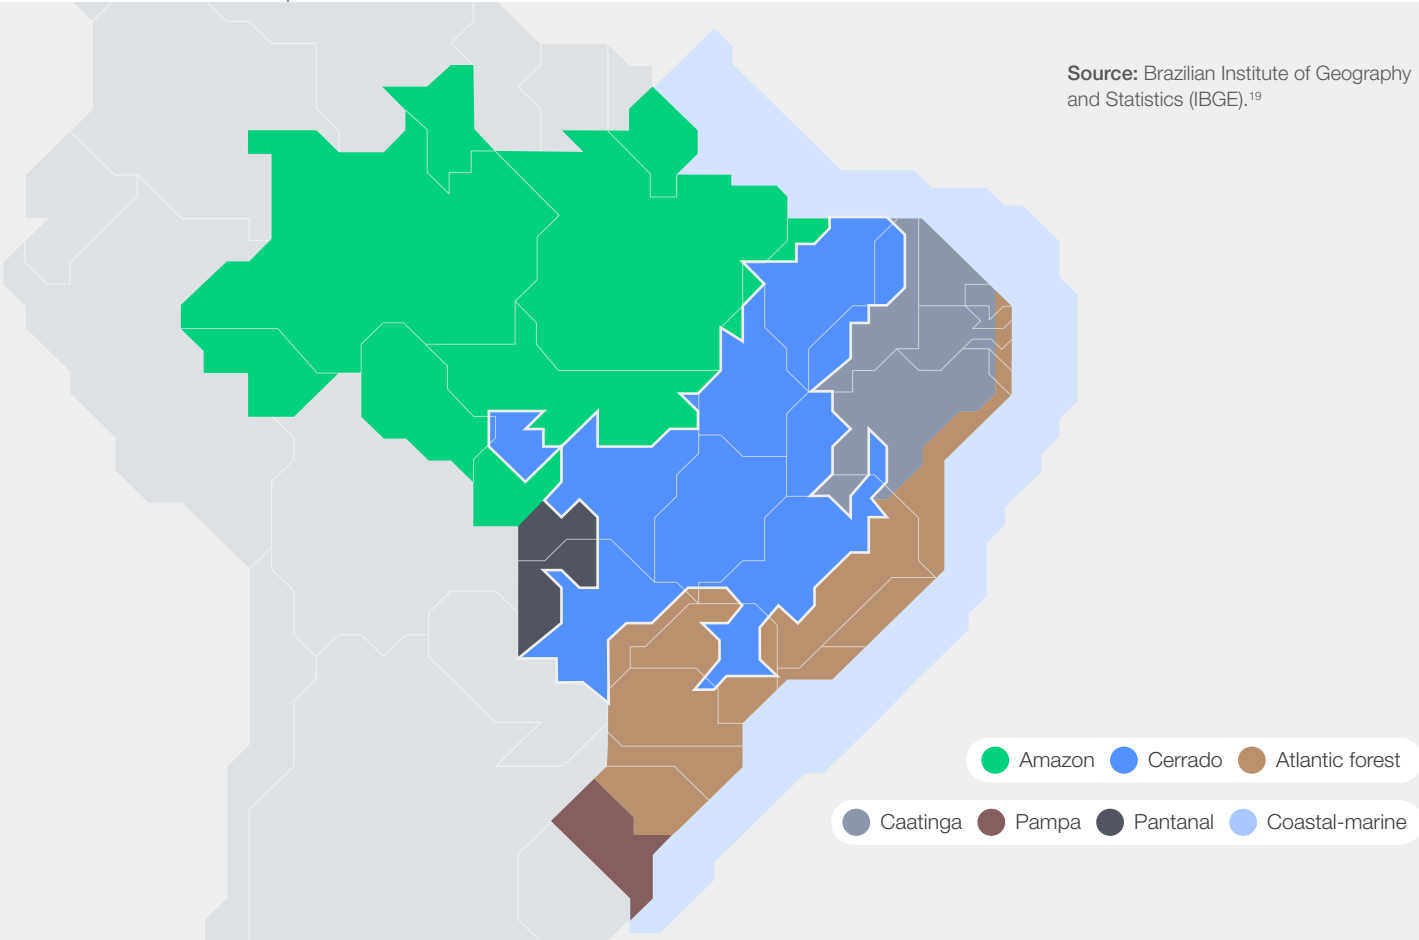 Source: Brazilian Institute of Geography
and Statistics (IBGE).¹⁹
Amazon Cerrado Atlantic forest
Caatinga Pampa Pantanal Coastal-marine